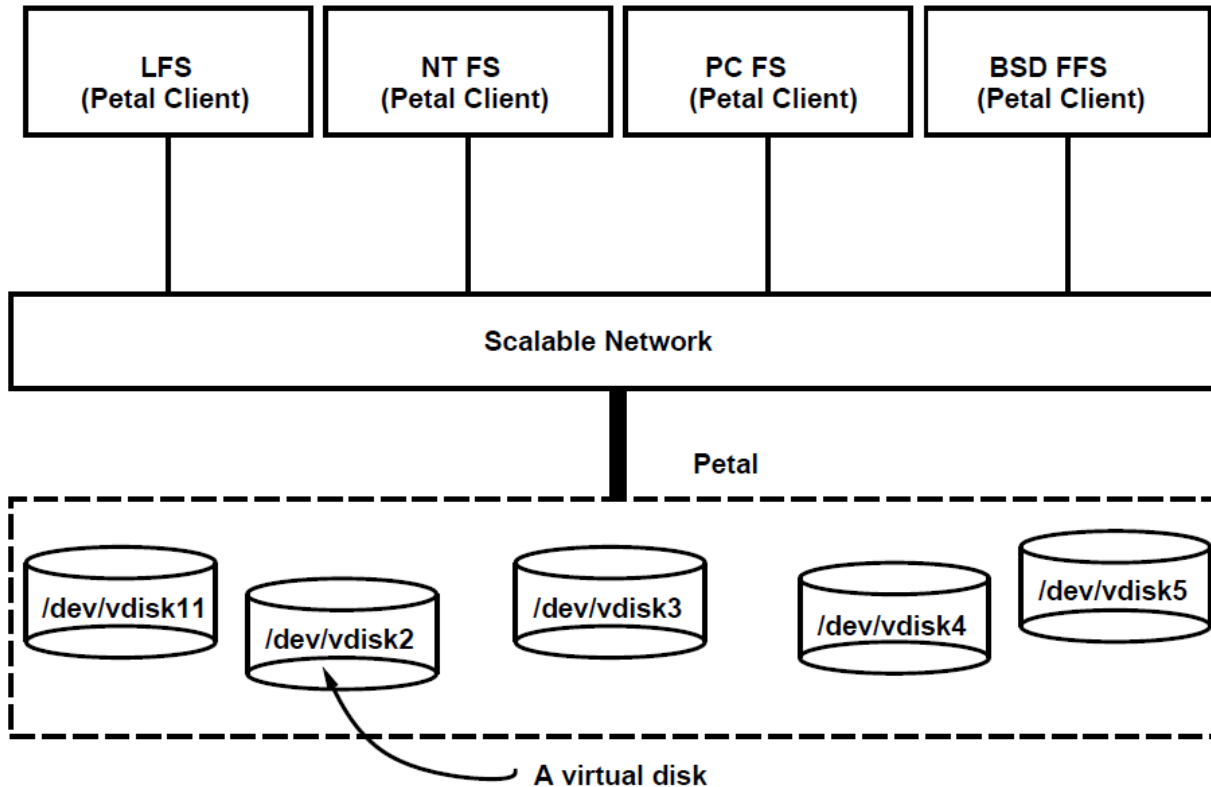 LFS
(Petal Client)
NT FS
(Petal Client)
PC FS
(Petal Client)
BSD FFS
(Petal Client)
Scalable Network
Petal
/dev/vdisk11
/dev/vdisk2
/dev/vdisk3
/dev/vdisk4
/dev/vdisk5
A virtual disk